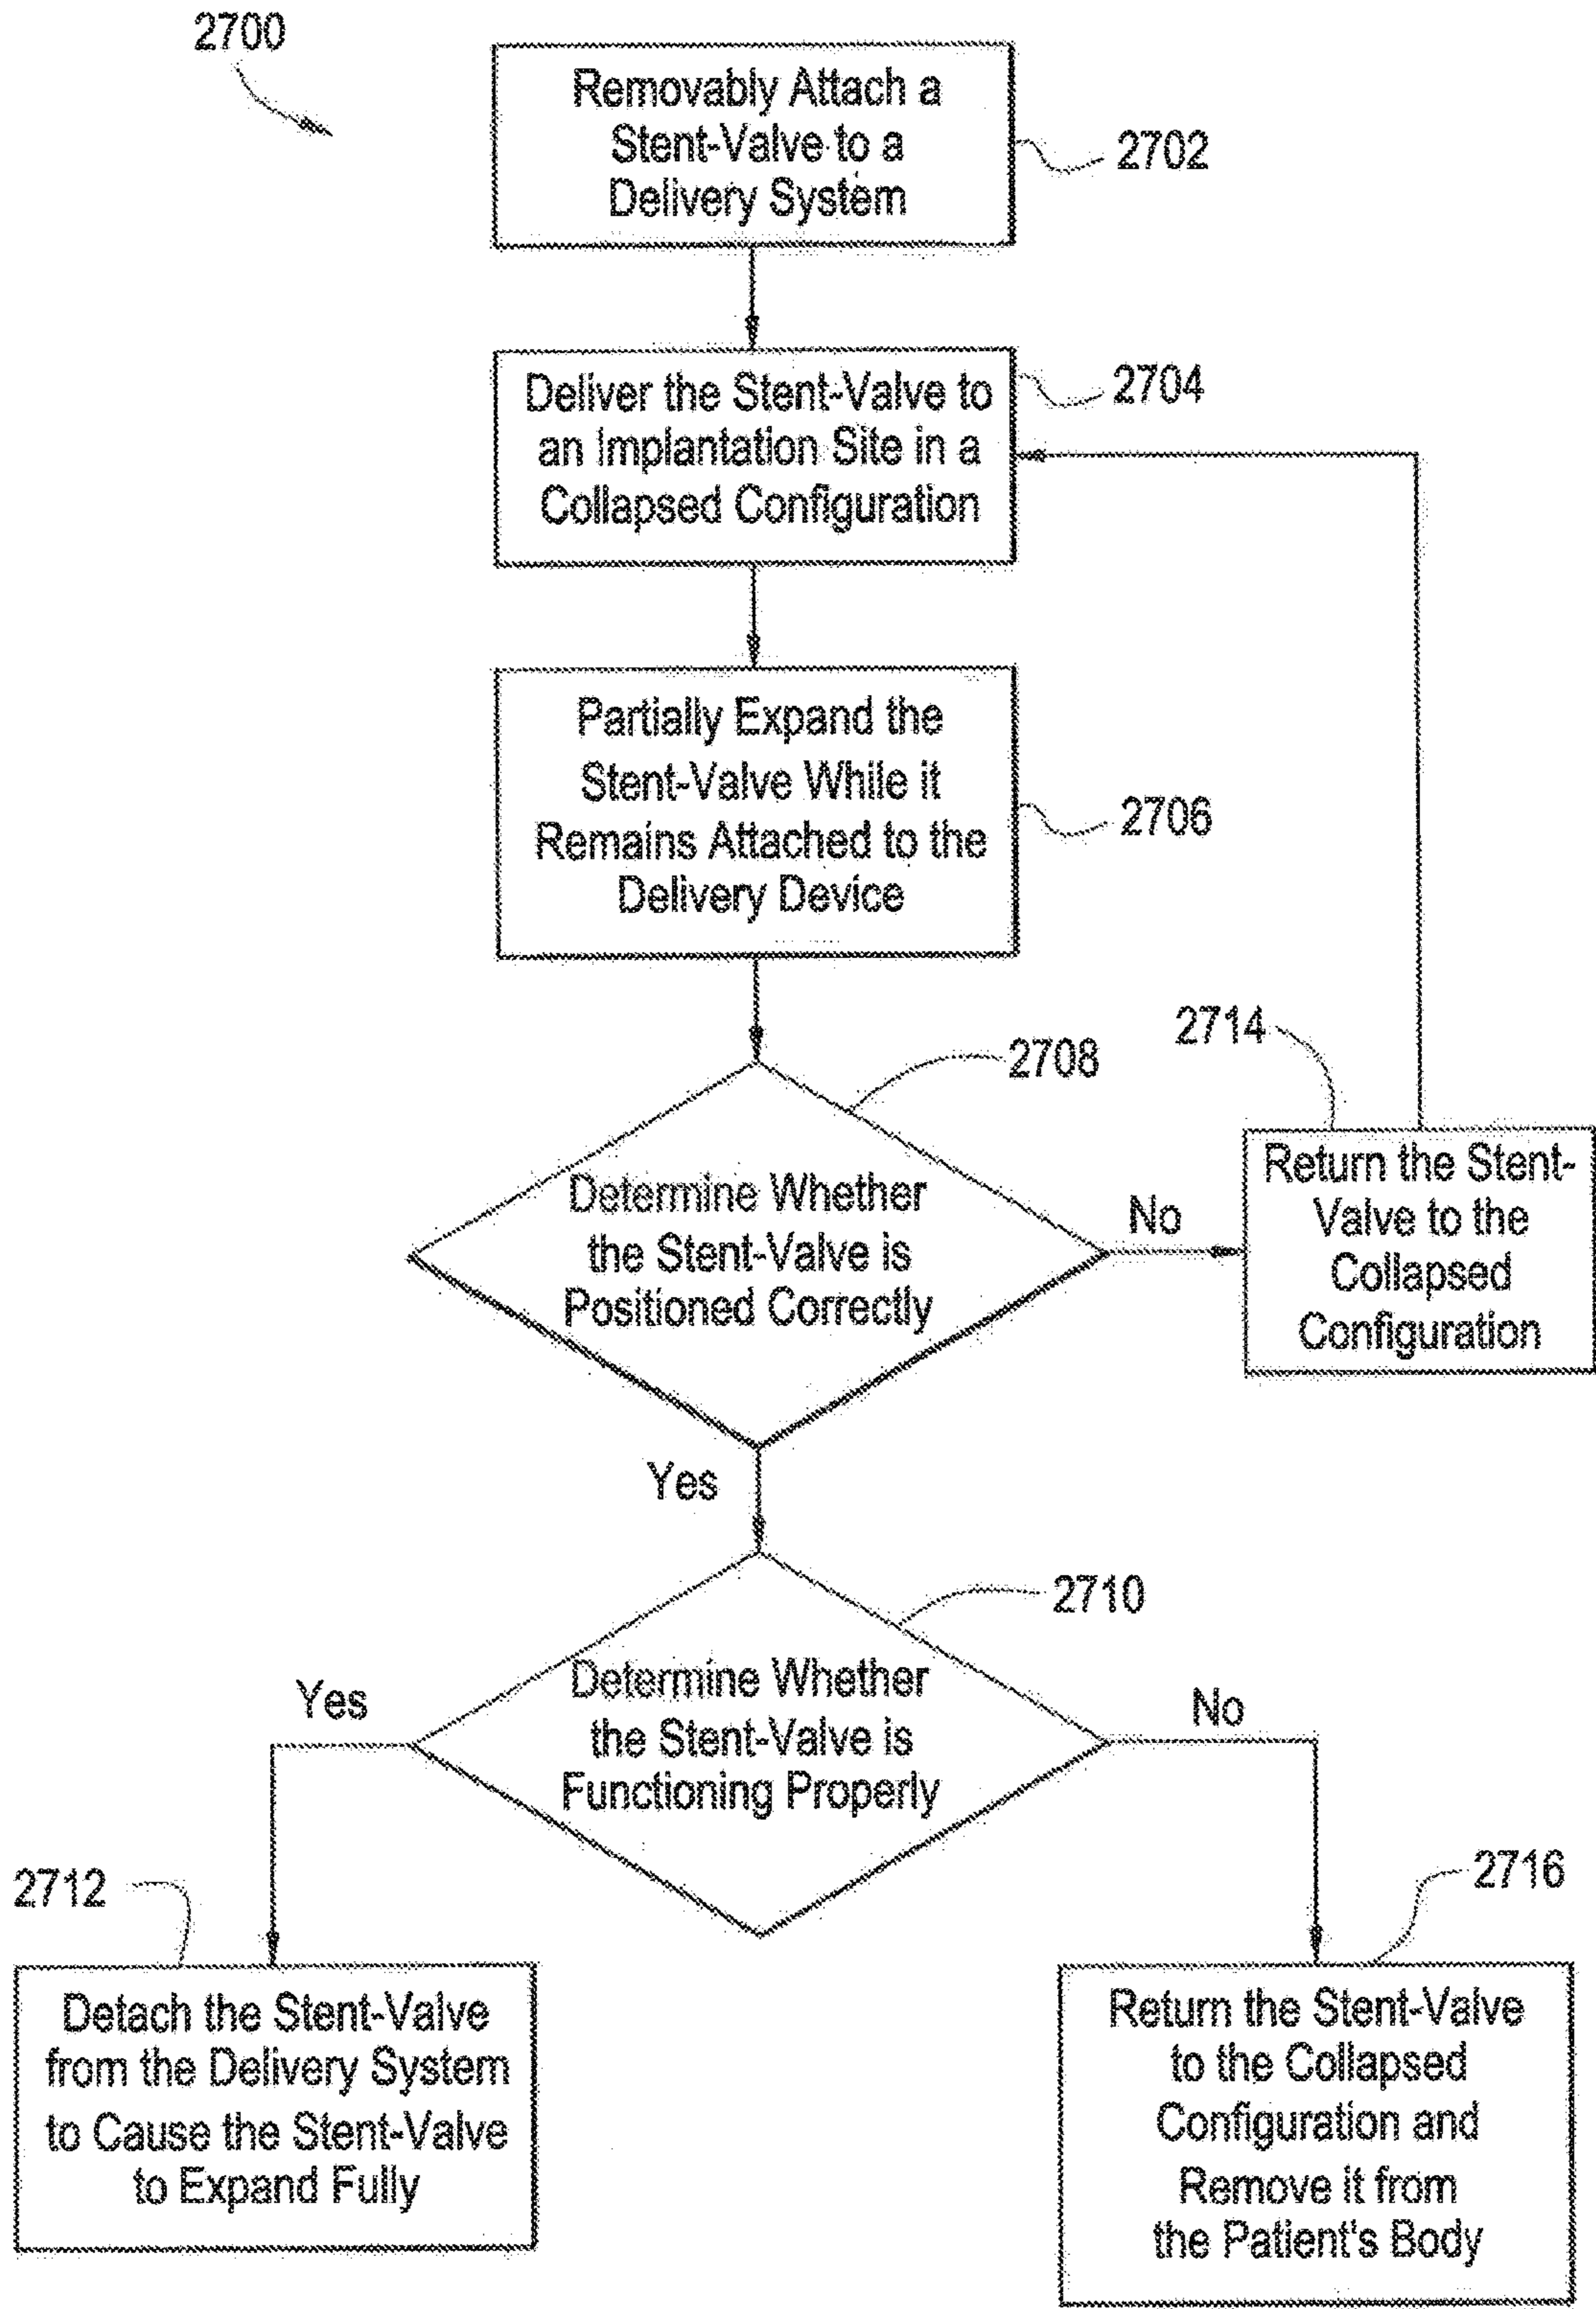 2700
Removably Attach a
Stent-Valve to a
Delivery System
2702
Deliver the Stent-Valve to
an Implantation Site in a
Collapsed Configuration
2704
Partially Expand the
Stent-Valve While it
Remains Attached to the
Delivery Device
2706
2708
Determine Whether
the Stent-Valve is
Positioned Correctly
No
2714
Return the Stent-
Valve to the
Collapsed
Configuration
Yes
2710
Determine Whether
the Stent-Valve is
Functioning Properly
Yes
No
2712
Detach the Stent-Valve
from the Delivery System
to Cause the Stent-Valve
to Expand Fully
2716
Return the Stent-Valve
to the Collapsed
Configuration and
Remove it from
the Patient's Body